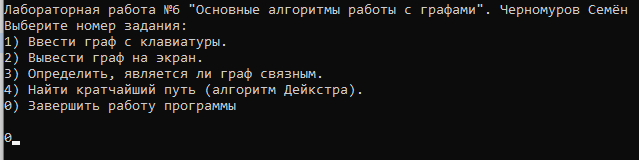 Лабораторная работа №6 "Основные алгоритмы работы с графами". Черномуров Семён
Выберите номер задания:
1) Ввести граф с клавиатуры.
2) Вывести граф на экран.
3) Определить, является ли граф связным.
4) Найти кратчайший путь (алгоритм Дейкстра).
0) Завершить работу программы
0